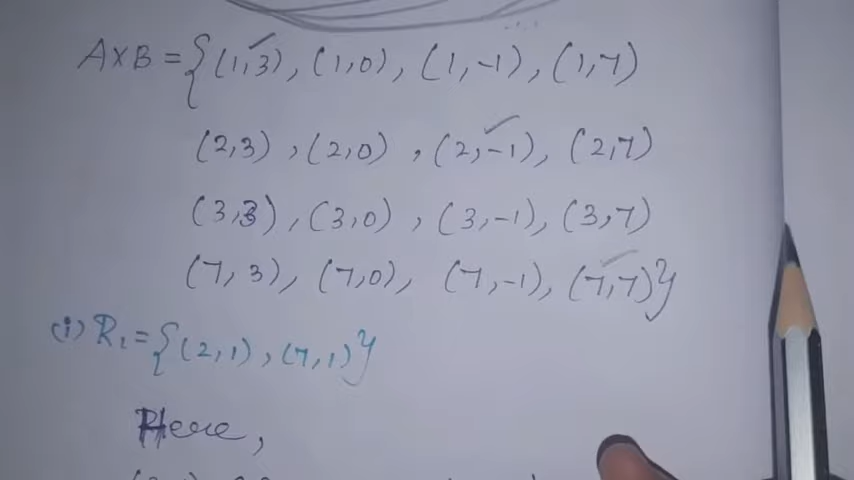 A×B = {(1,3), (1,0), (1,-1), (1,7)
(2,3), (2,0), (2,-1), (2,7)
(3,3), (3,0), (3,-1), (3,7)
(7,3), (7,0), (7,-1), (7,7)}
(i) R₁ = {(2,1), (7,1)}
Here,